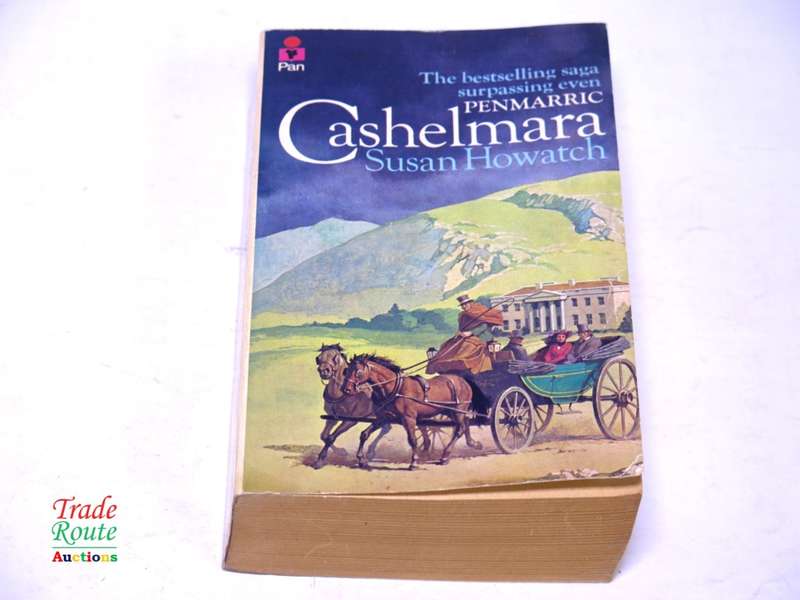 Pan
The bestselling saga
surpassing even
PENMARRIC
Cashelmara
Susan Howatch
Trade
Route
Auctions